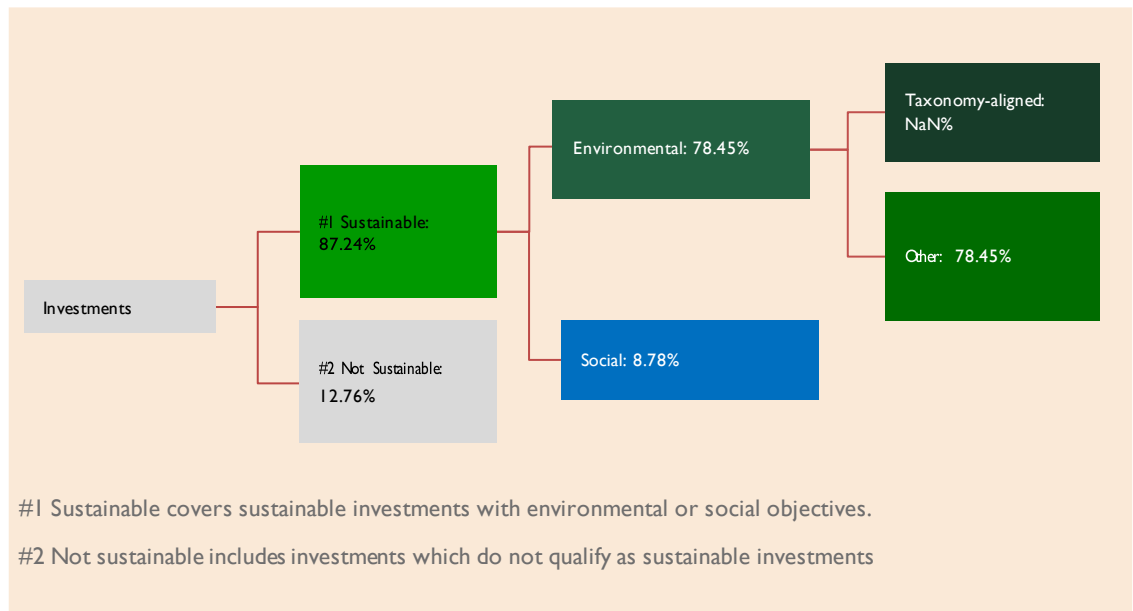 Investments
#1 Sustainable:
87.24%
#2 Not Sustainable:
12.76%
Environmental: 78.45%
Social: 8.78%
Taxonomy-aligned:
NaN%
Other: 78.45%
#1 Sustainable covers sustainable investments with environmental or social objectives.
#2 Not sustainable includes investments which do not qualify as sustainable investments